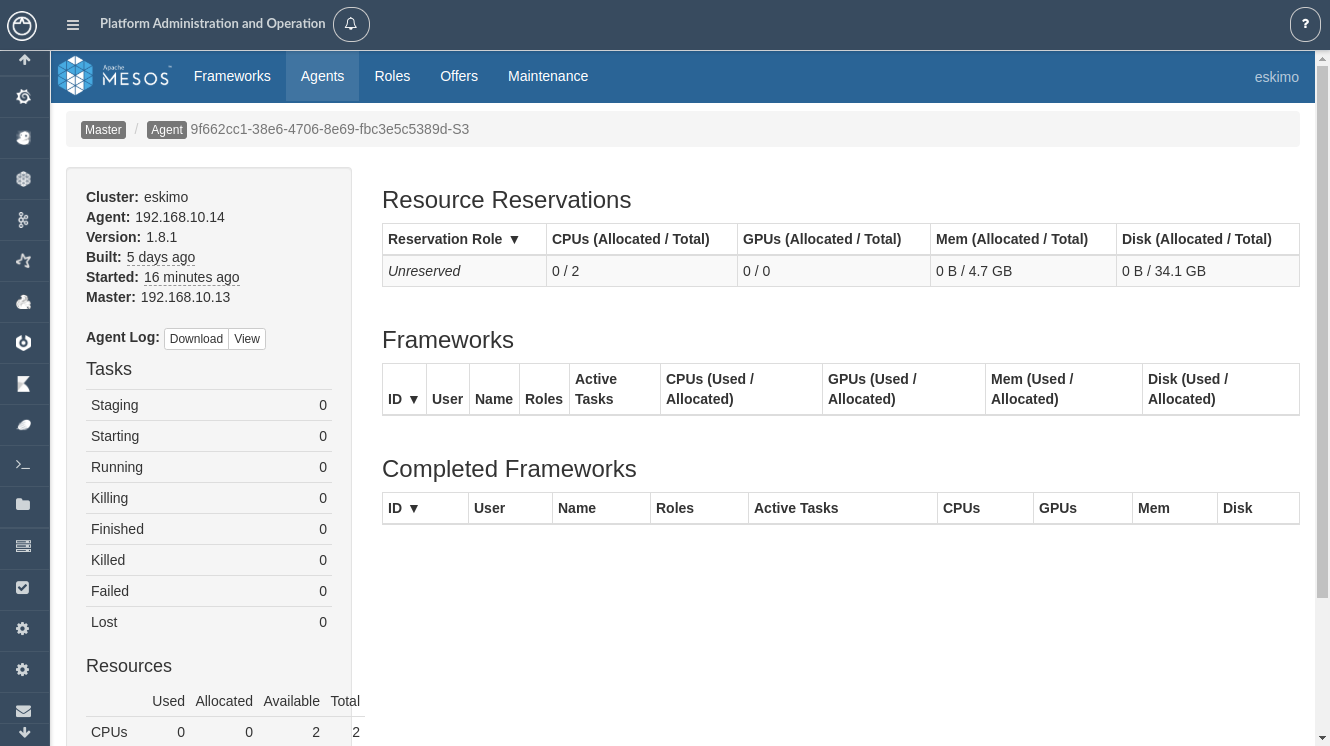 Platform Administration and Operation
?
Apache MESOS™ Frameworks Agents Roles Offers Maintenance eskimo
Master / Agent 9f662cc1-38e6-4706-8e69-fbc3e5c5389d-S3
Cluster: eskimo
Agent: 192.168.10.14
Version: 1.8.1
Built: 5 days ago
Started: 16 minutes ago
Master: 192.168.10.13
Agent Log: Download View
Tasks
Staging 0
Starting 0
Running 0
Killing 0
Finished 0
Killed 0
Failed 0
Lost 0
Resources
Used Allocated Available Total
CPUs 0 0 2 2
Resource Reservations
Reservation Role ▼ CPUs (Allocated / Total) GPUs (Allocated / Total) Mem (Allocated / Total) Disk (Allocated / Total)
Unreserved 0 / 2 0 / 0 0 B / 4.7 GB 0 B / 34.1 GB
Frameworks
ID ▼ User Name Roles Active Tasks CPUs (Used / Allocated) GPUs (Used / Allocated) Mem (Used / Allocated) Disk (Used / Allocated)
Completed Frameworks
ID ▼ User Name Roles Active Tasks CPUs GPUs Mem Disk